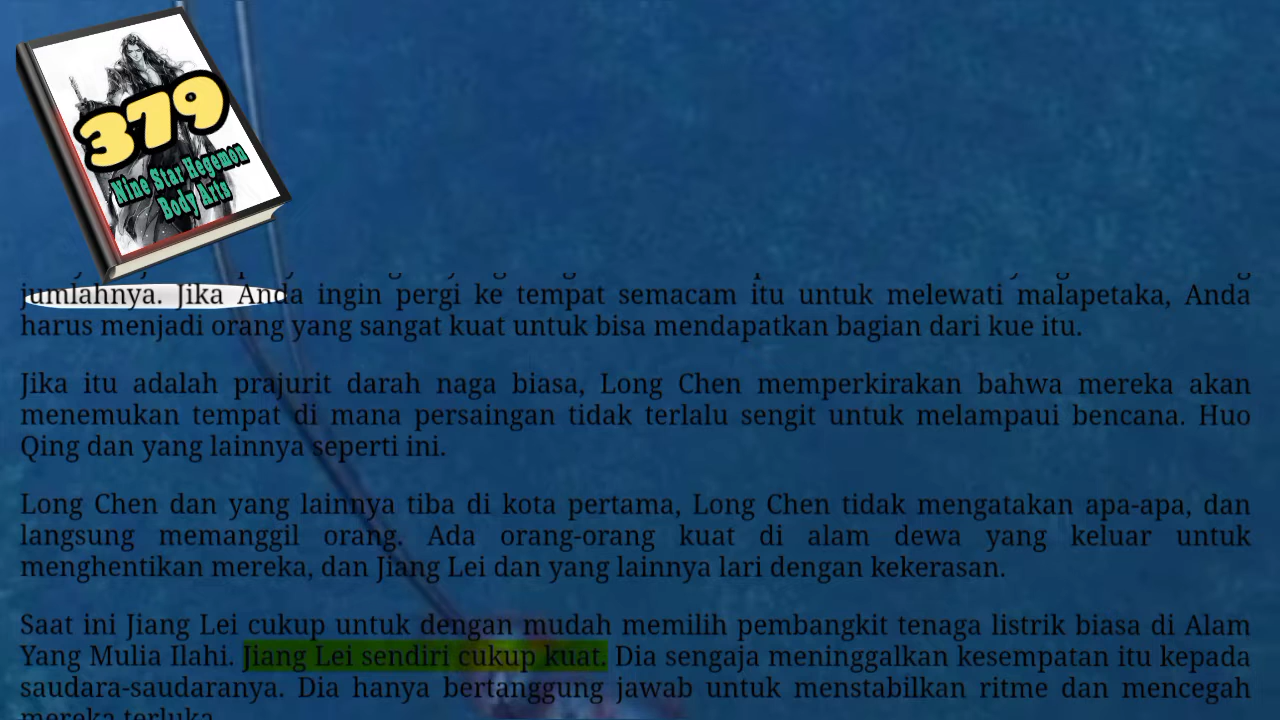 379
Nine Star Hegemon
Body Arts
jumlahnya. Jika Anda ingin pergi ke tempat semacam itu untuk melewati malapetaka, Anda
harus menjadi orang yang sangat kuat untuk bisa mendapatkan bagian dari kue itu.
Jika itu adalah prajurit darah naga biasa, Long Chen memperkirakan bahwa mereka akan
menemukan tempat di mana persaingan tidak terlalu sengit untuk melampaui bencana. Huo
Qing dan yang lainnya seperti ini.
Long Chen dan yang lainnya tiba di kota pertama, Long Chen tidak mengatakan apa-apa, dan
langsung memanggil orang. Ada orang-orang kuat di alam dewa yang keluar untuk
menghentikan mereka, dan Jiang Lei dan yang lainnya lari dengan kekerasan.
Saat ini Jiang Lei cukup untuk dengan mudah memilih pembangkit tenaga listrik biasa di Alam
Yang Mulia Ilahi. Jiang Lei sendiri cukup kuat. Dia sengaja meninggalkan kesempatan itu kepada
saudara-saudaranya. Dia hanya bertanggung jawab untuk menstabilkan ritme dan mencegah
mereka terluka.